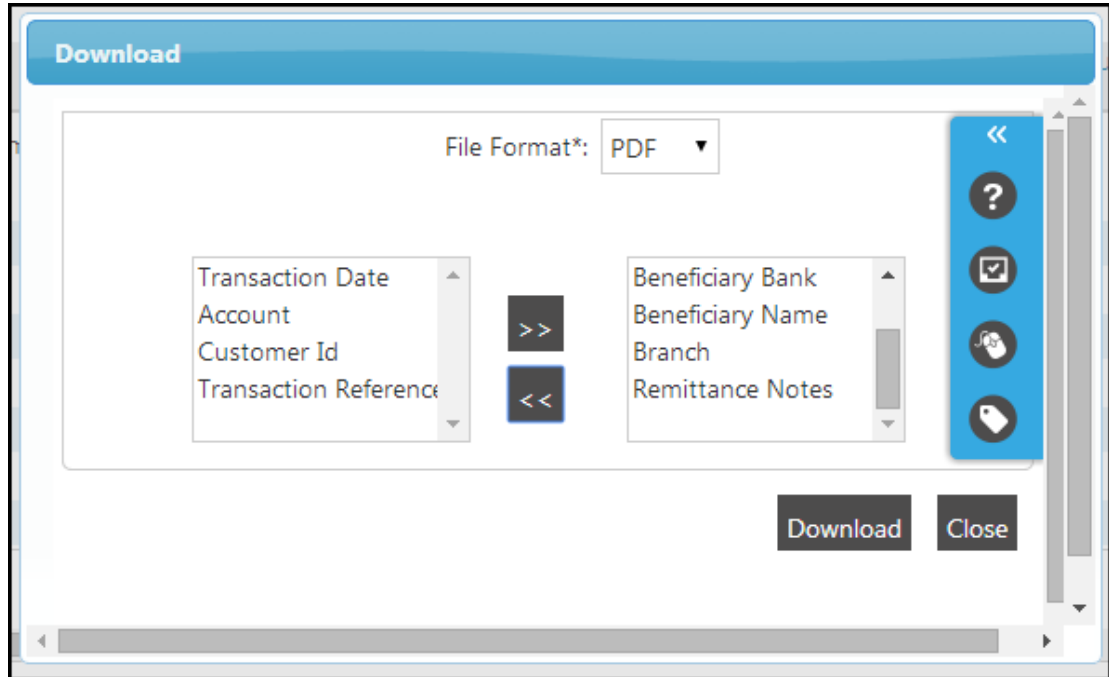 Download
File Format*: PDF
«
?
Transaction Date
Account
Customer Id
Transaction Reference
>>
<<
Beneficiary Bank
Beneficiary Name
Branch
Remittance Notes
Download
Close